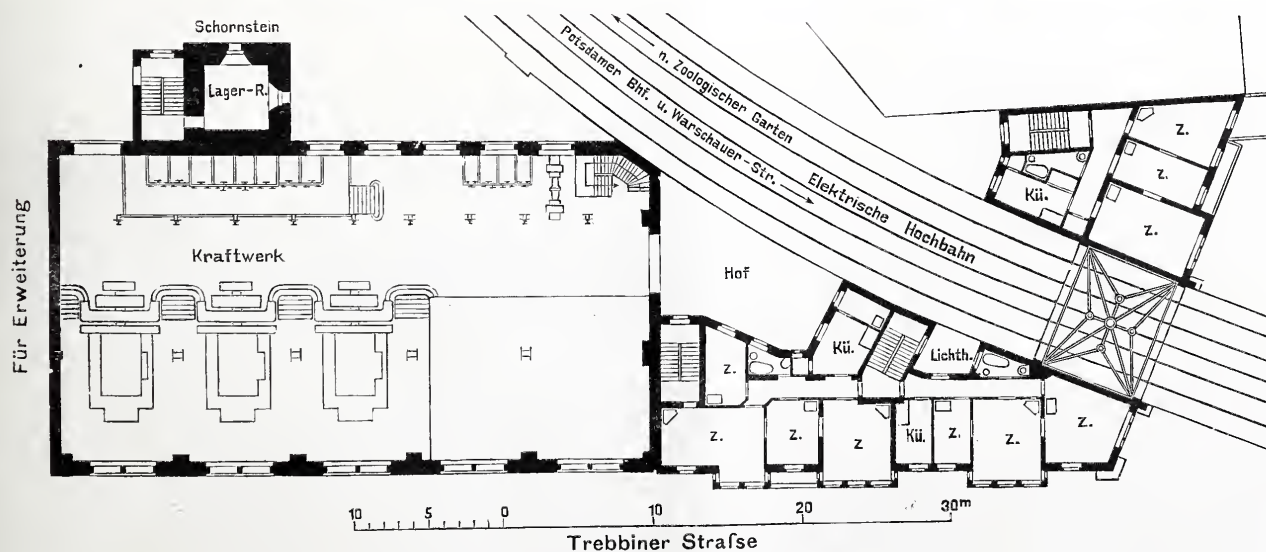 Schornstein
Lager-R.
n. Zoologischer Garten
Potsdamer Bhf. u. Warschauer-Str.
Elektrische Hochbahn
Z.
Z.
Kü.
Z.
Für Erweiterung
Kraftwerk
Hof
Kü.
Lichth.
Z.
Z.
Z.
Z
Kü.
Z.
Z.
Z.
10 5 0 10 20 30m
Trebbiner Straſse